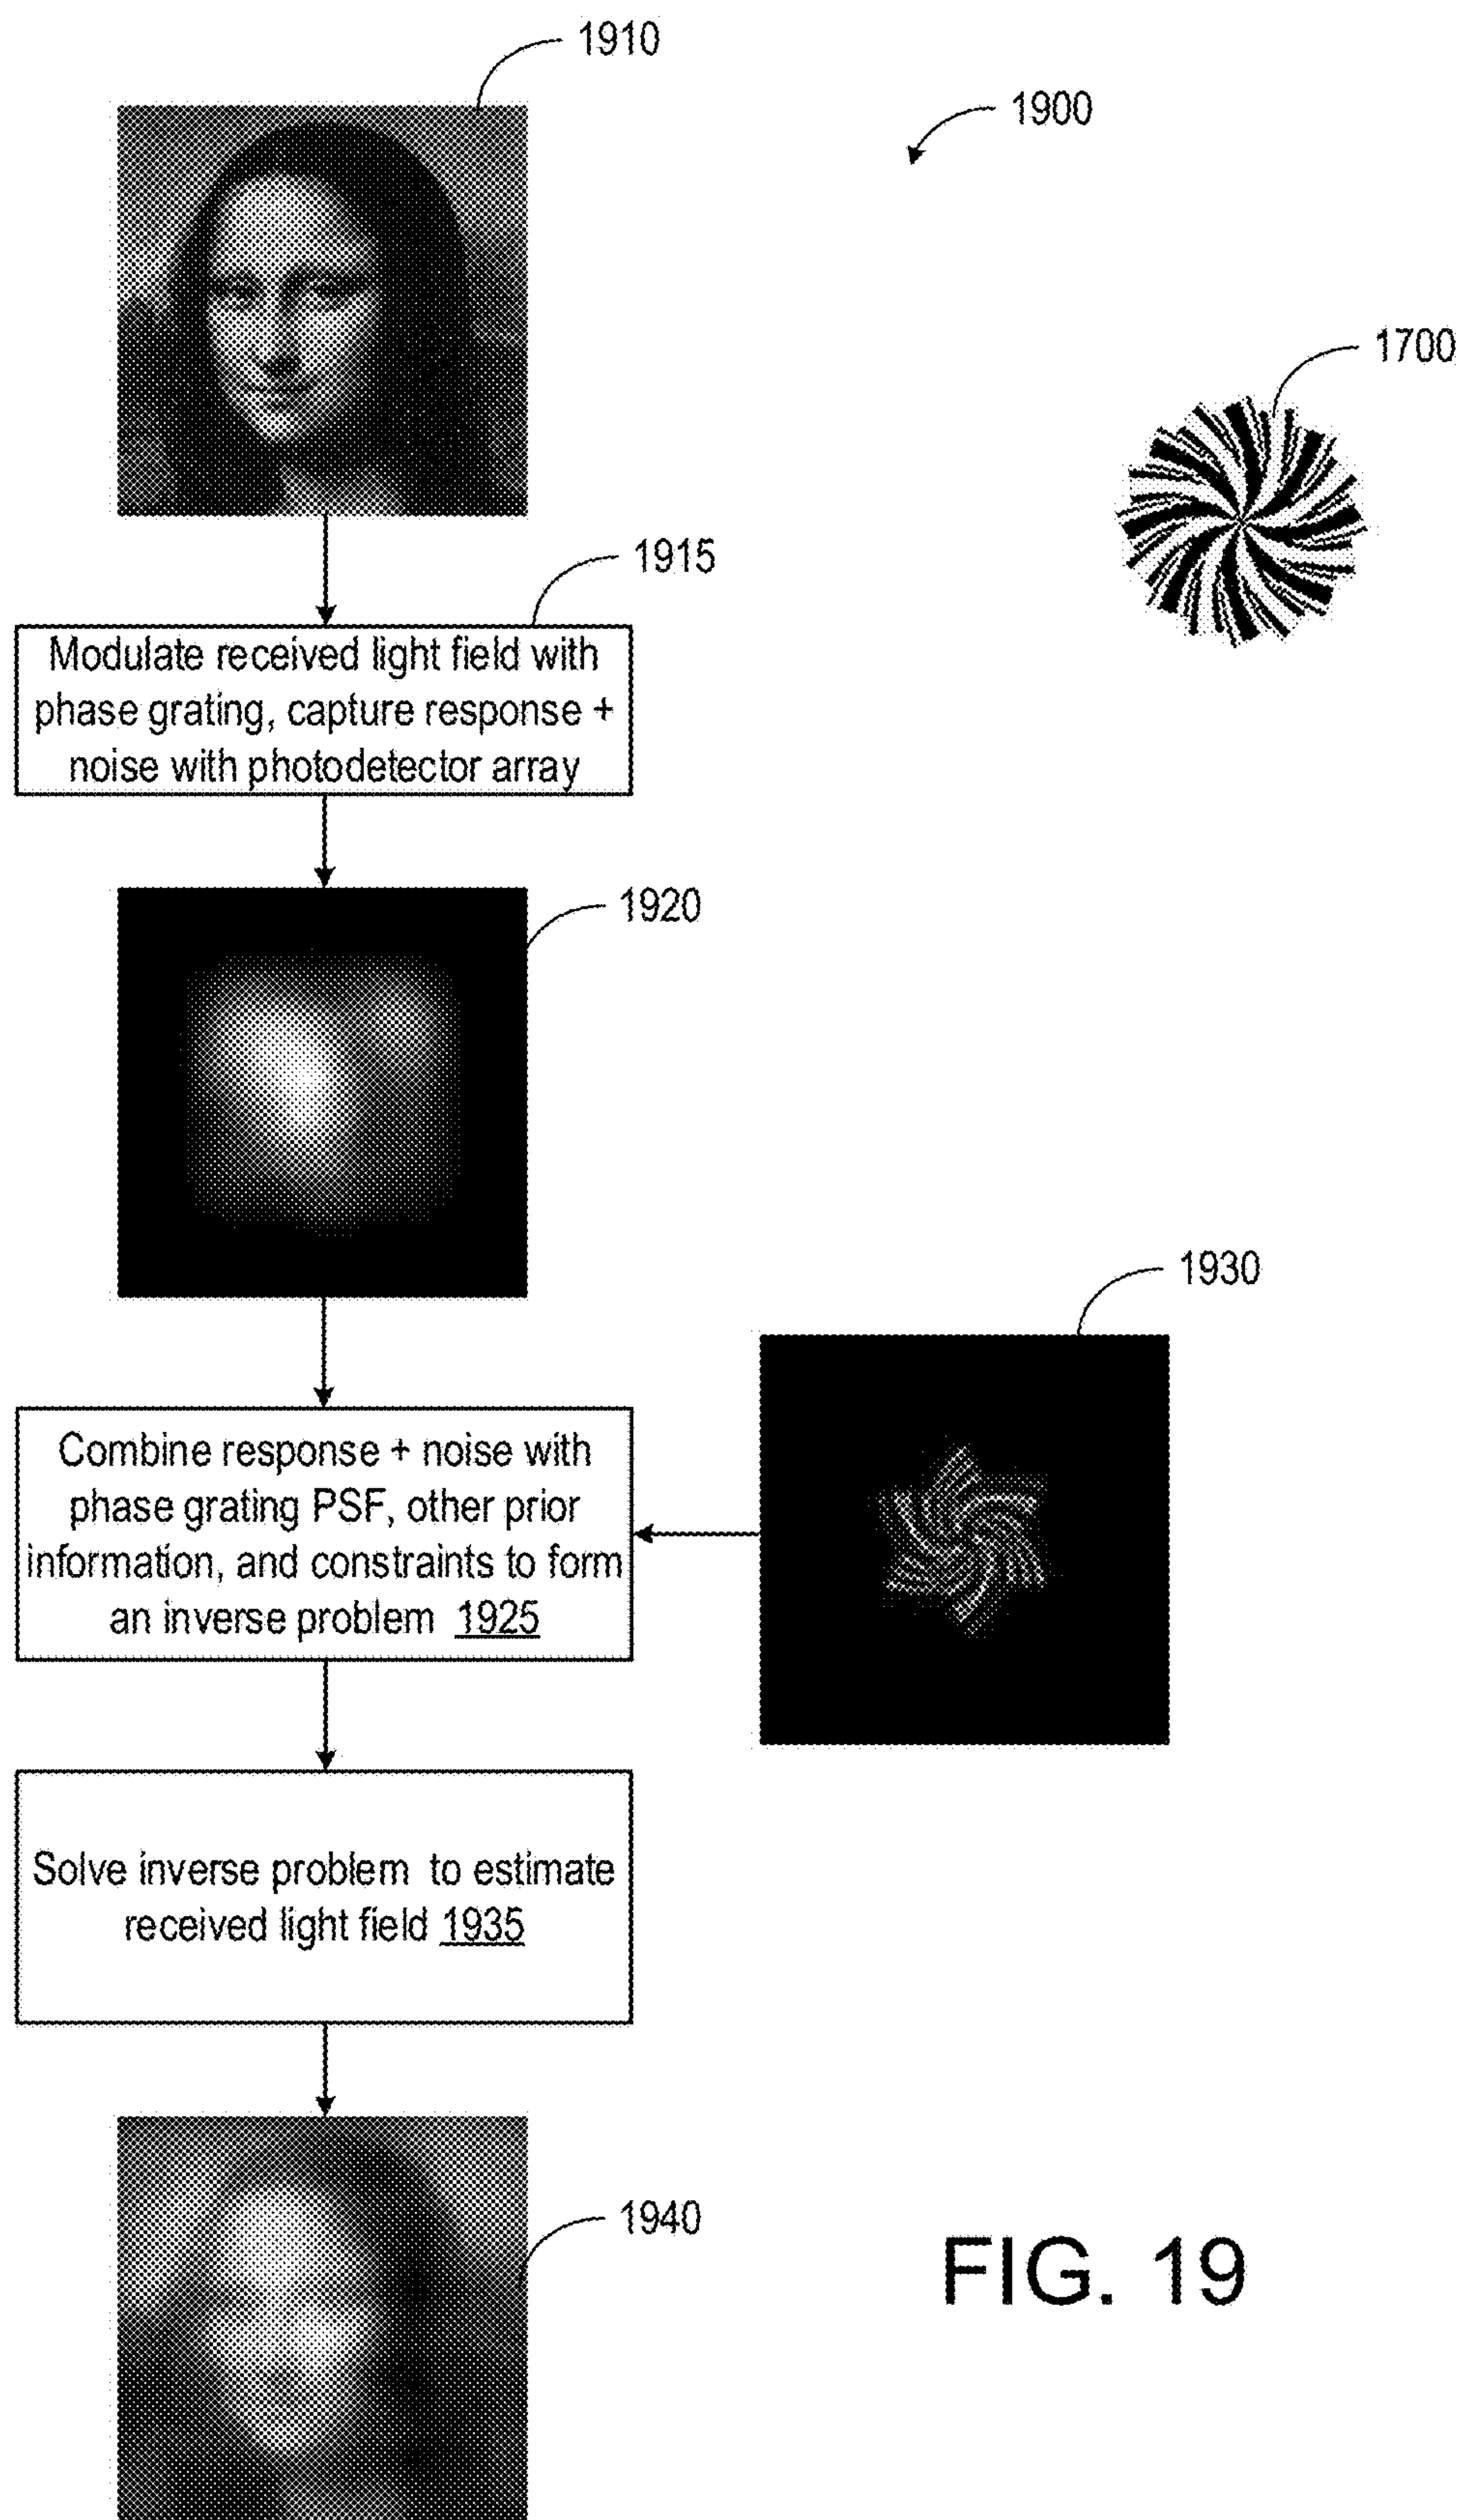 1910
1900
1700
1915
Modulate received light field with
phase grating, capture response +
noise with photodetector array
1920
1930
Combine response + noise with
phase grating PSF, other prior
information, and constraints to form
an inverse problem 1925
Solve inverse problem to estimate
received light field 1935
1940
FIG. 19